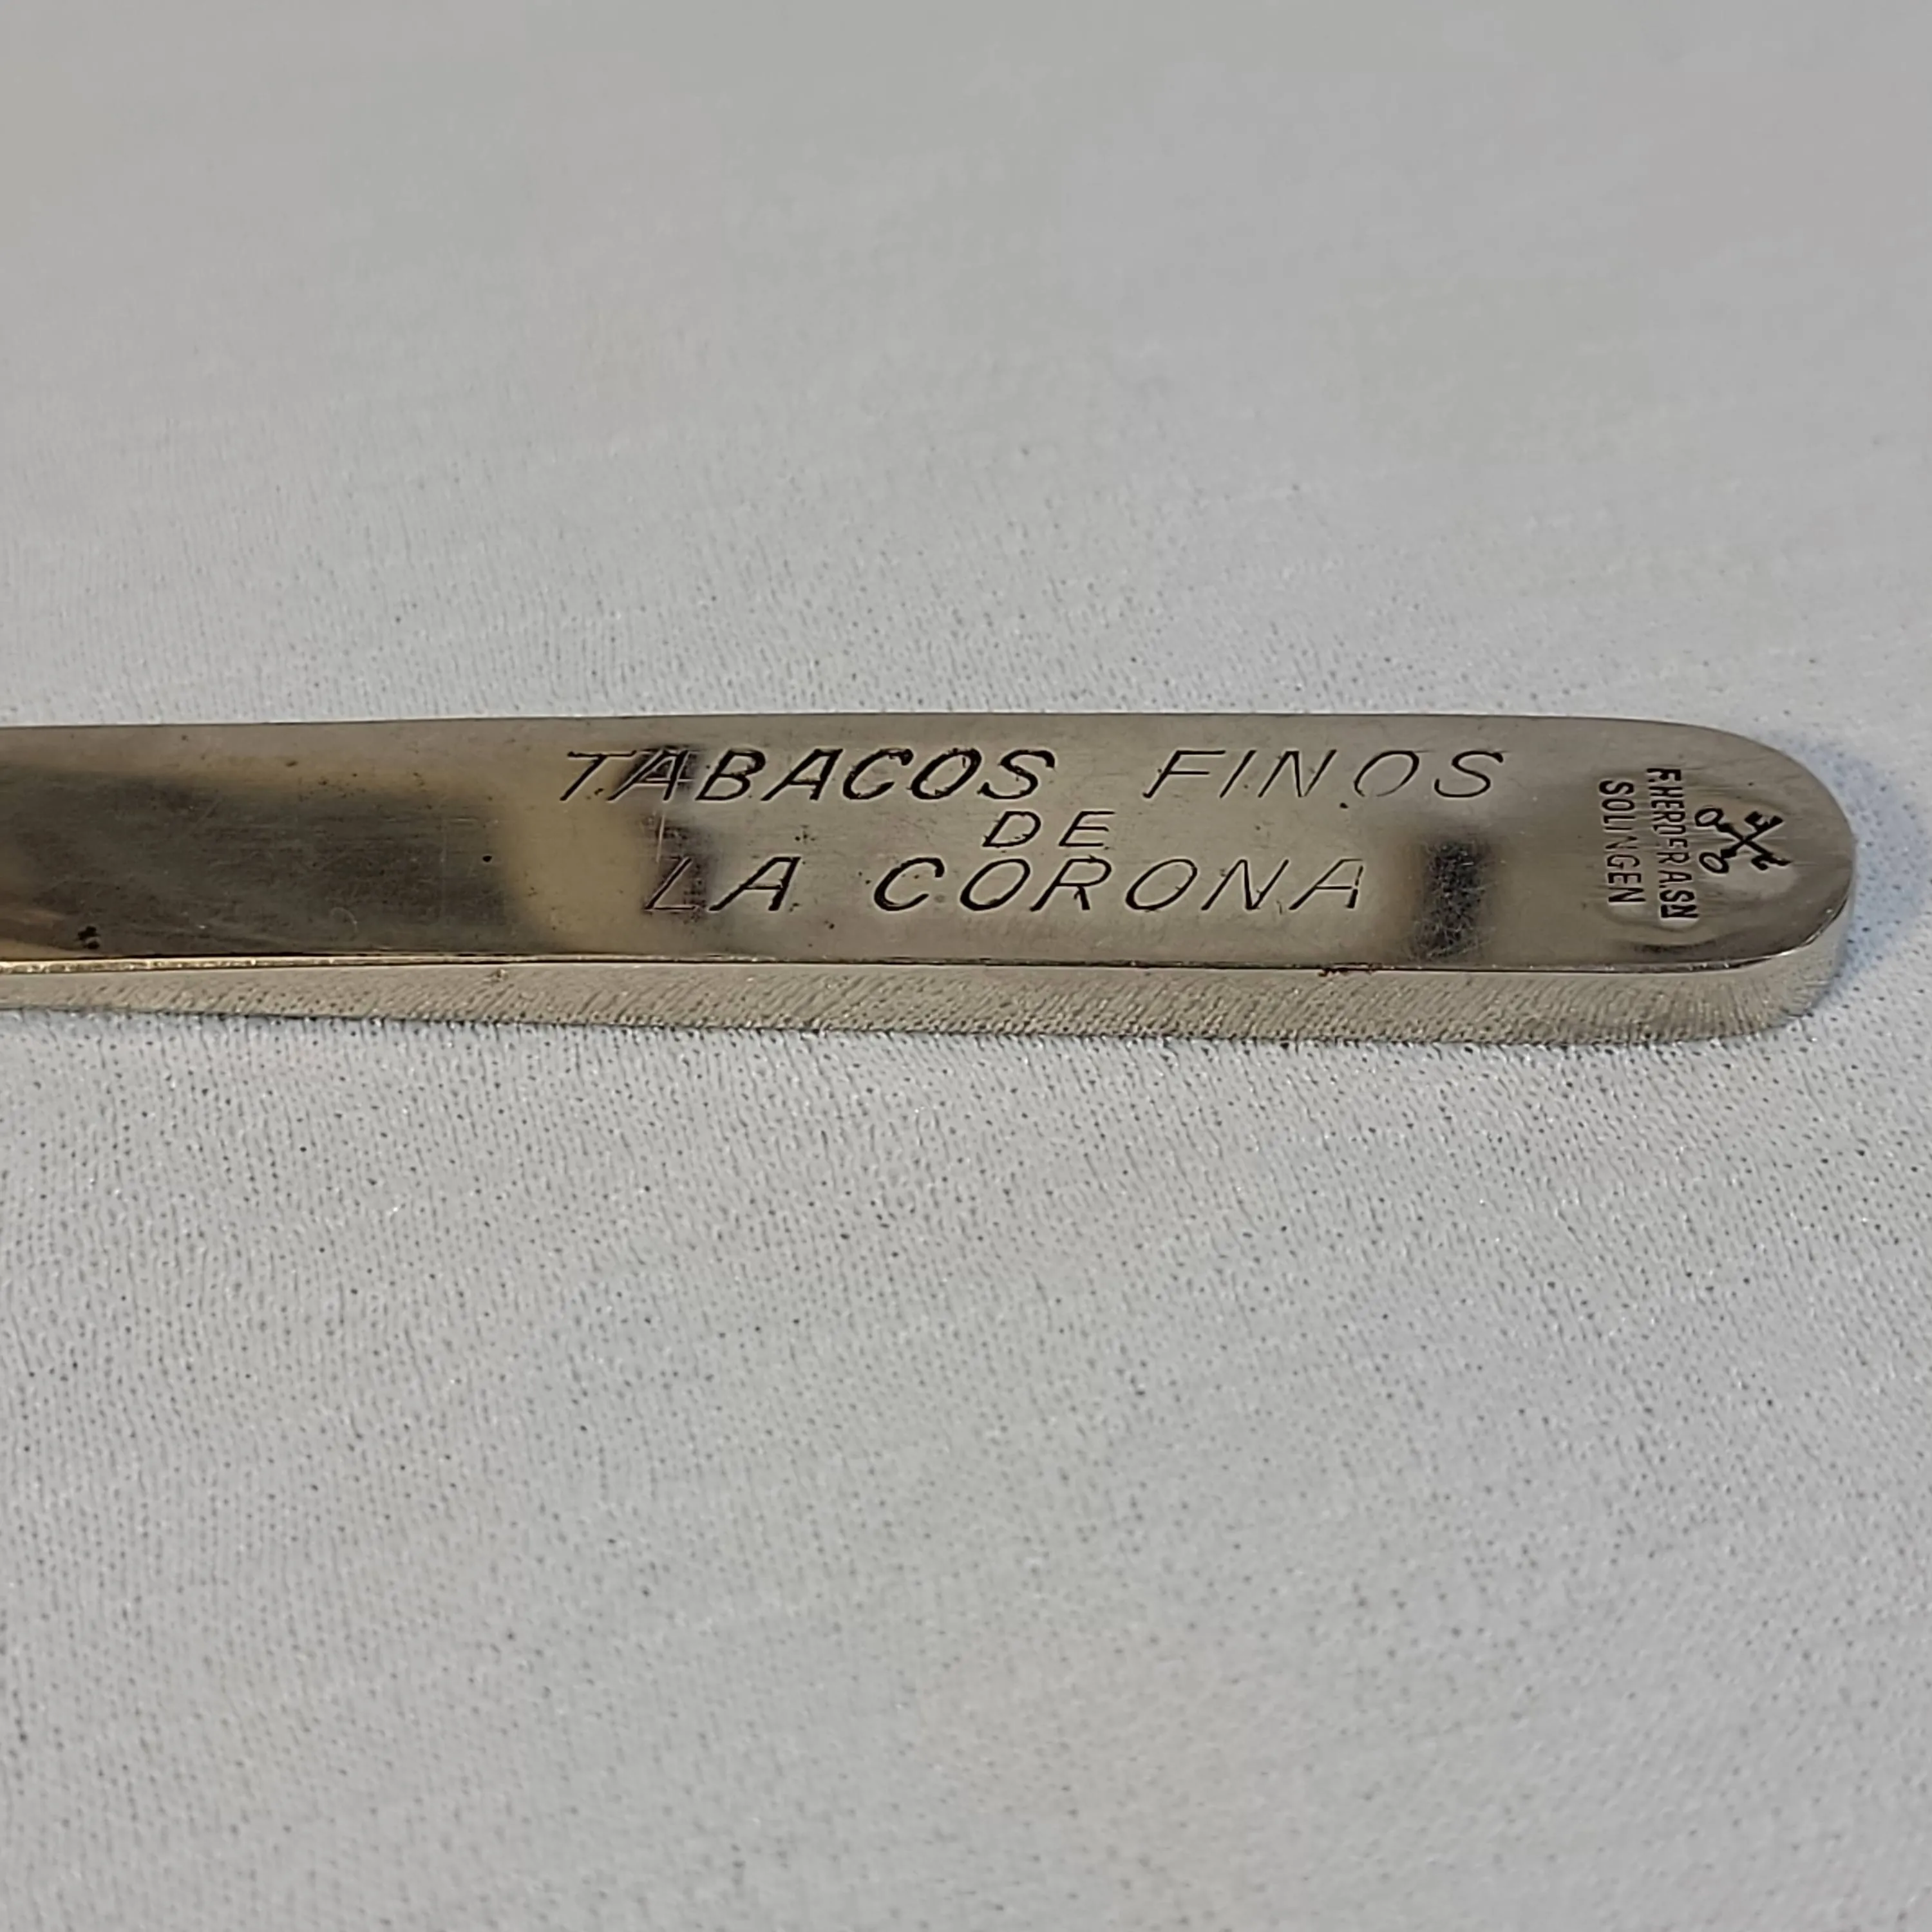 TABACOS FINOS
DE
LA CORONA
F. HERDER A. SN
SOLINGEN